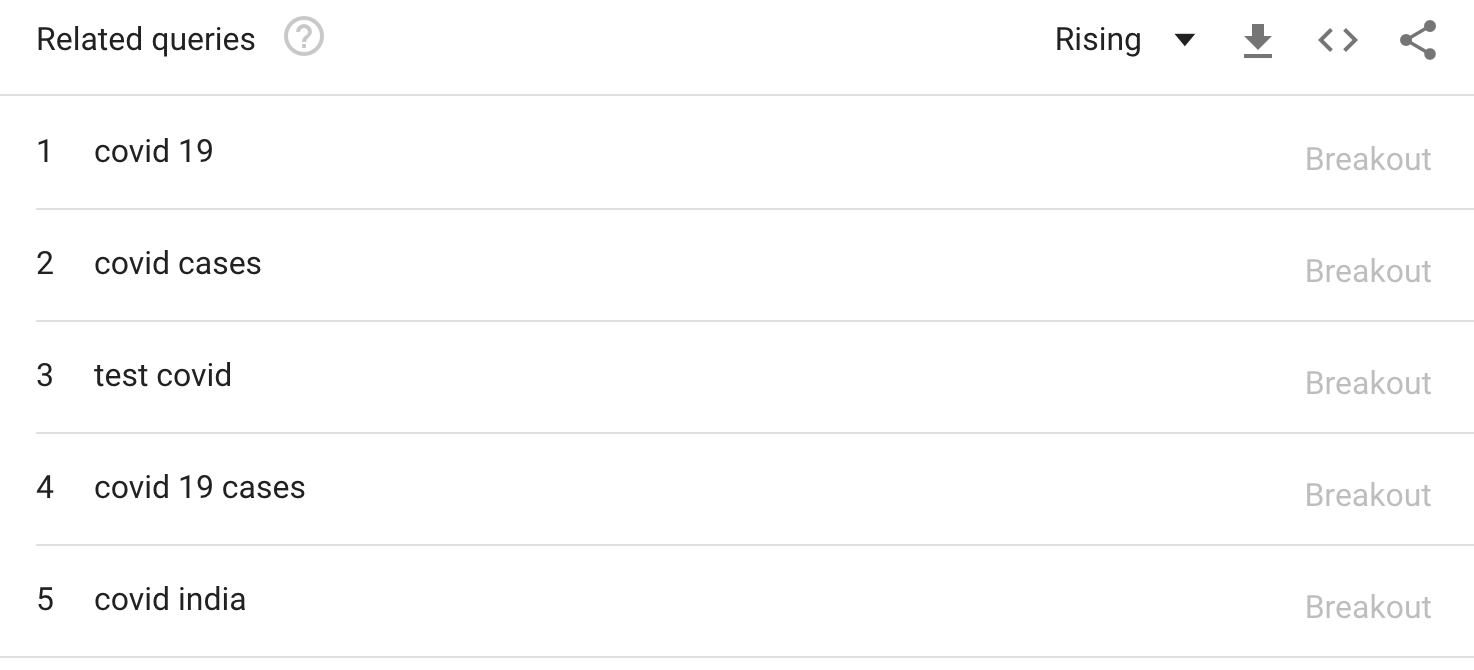 Related queries ? Rising
1 covid 19 Breakout
2 covid cases Breakout
3 test covid Breakout
4 covid 19 cases Breakout
5 covid india Breakout